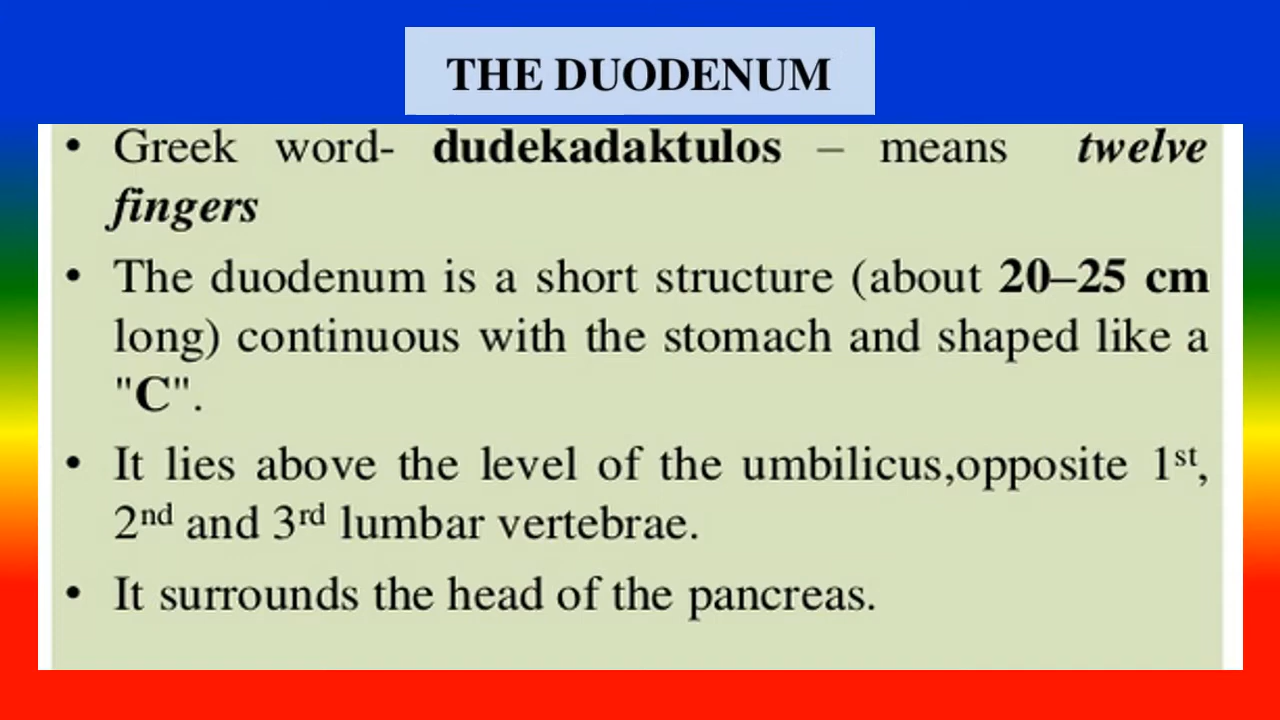 THE DUODENUM
• Greek word- dudekadaktulos – means twelve
fingers
• The duodenum is a short structure (about 20–25 cm
long) continuous with the stomach and shaped like a
"C".
• It lies above the level of the umbilicus,opposite 1st,
2nd and 3rd lumbar vertebrae.
• It surrounds the head of the pancreas.